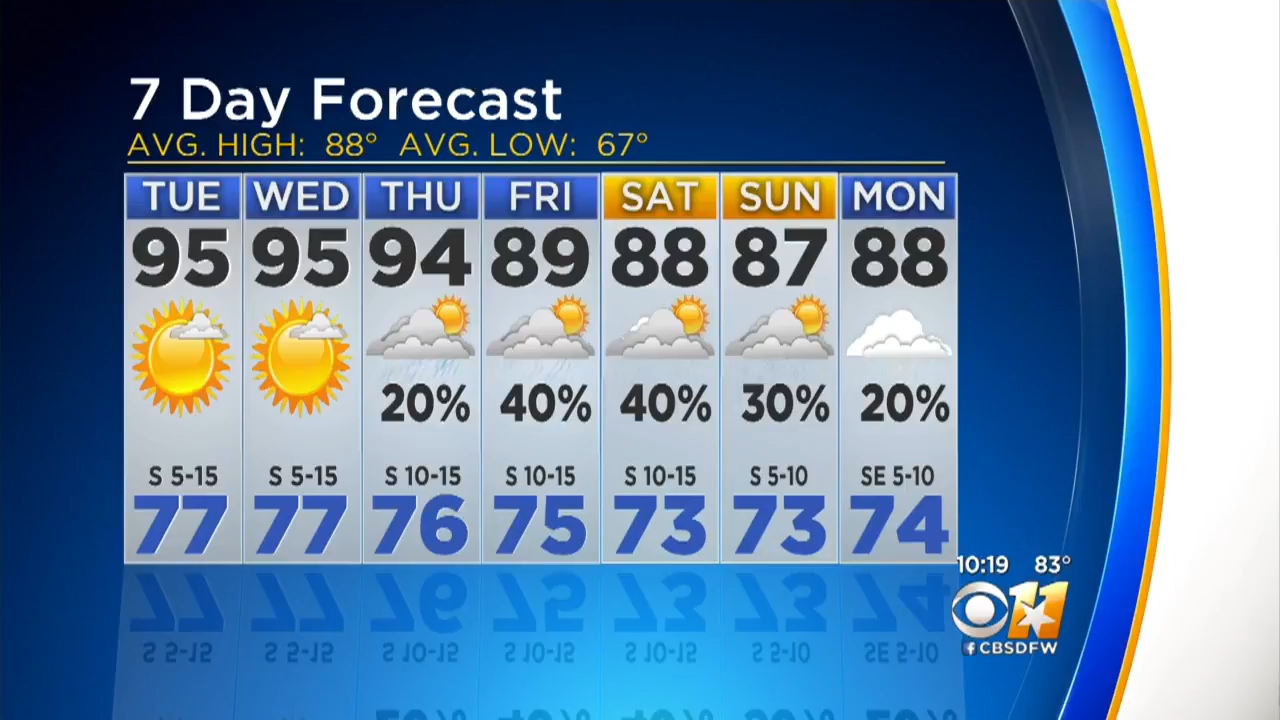 7 Day Forecast
AVG. HIGH: 88° AVG. LOW: 67°
TUE WED THU FRI SAT SUN MON
95 95 94 89 88 87 88
20% 40% 40% 30% 20%
S 5-15 S 5-15 S 10-15 S 10-15 S 10-15 S 5-10 SE 5-10
77 77 76 75 73 73 74
10:19 83°
11
f CBSDFW